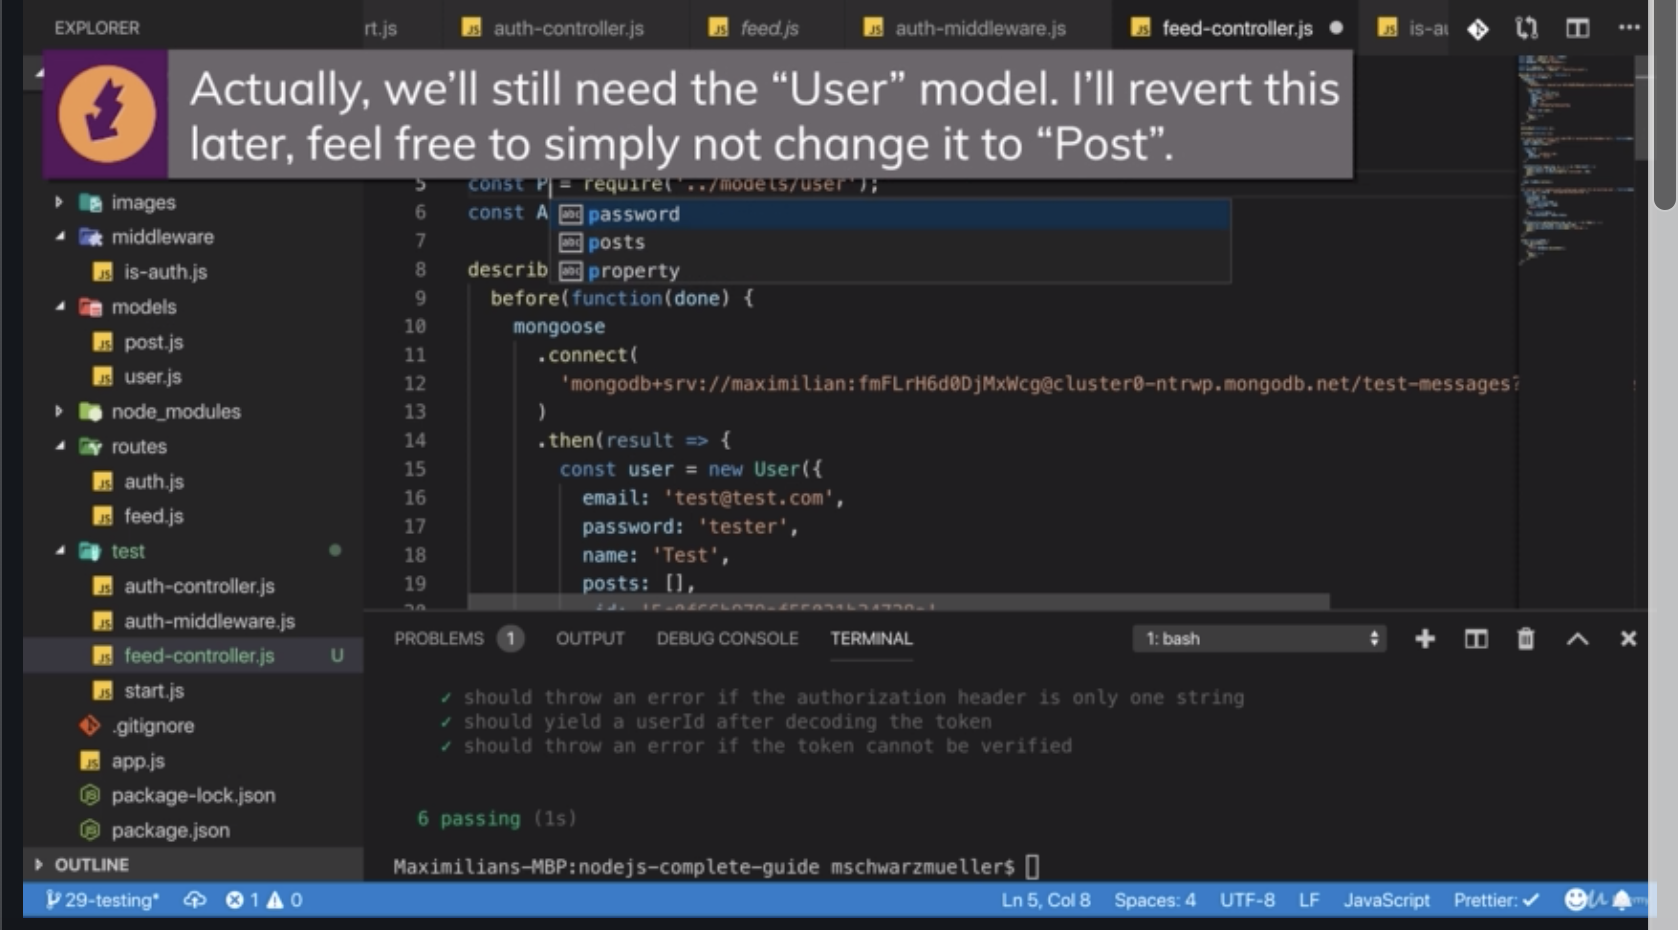 EXPLORER
rt.js
auth-controller.js
feed.js
auth-middleware.js
feed-controller.js
Actually, we’ll still need the “User” model. I’ll revert this
later, feel free to simply not change it to “Post”.
images
middleware
is-auth.js
models
post.js
user.js
node_modules
routes
auth.js
feed.js
test
auth-controller.js
auth-middleware.js
feed-controller.js U
start.js
.gitignore
app.js
package-lock.json
package.json
OUTLINE
5 const P = require('../models/user');
6 const A
password
posts
property
7
8 describ
9 before(function(done) {
10 mongoose
11 .connect(
12 'mongodb+srv://maximilian:fmFLrH6d0DjMxWcg@cluster0-ntrwp.mongodb.net/test-messages?
13 )
14 .then(result => {
15 const user = new User({
16 email: 'test@test.com',
17 password: 'tester',
18 name: 'Test',
19 posts: [],
PROBLEMS 1 OUTPUT DEBUG CONSOLE TERMINAL 1: bash
✓ should throw an error if the authorization header is only one string
✓ should yield a userId after decoding the token
✓ should throw an error if the token cannot be verified
6 passing (1s)
Maximilians-MBP:nodejs-complete-guide mschwarzmueller$
29-testing* 1 0 Ln 5, Col 8 Spaces: 4 UTF-8 LF JavaScript Prettier: ✓